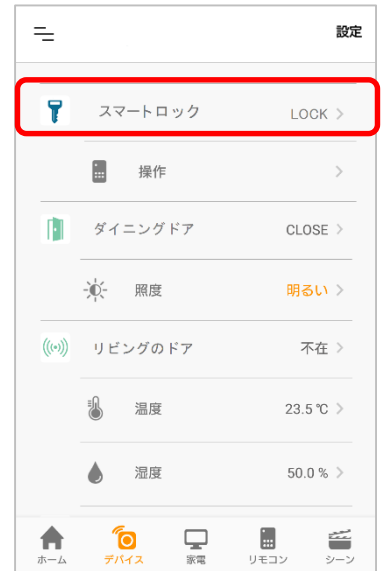 設定
スマートロック LOCK
操作
ダイニングドア CLOSE
照度 明るい
リビングのドア 不在
温度 23.5℃
湿度 50.0 %
ホーム デバイス 家電 リモコン シーン